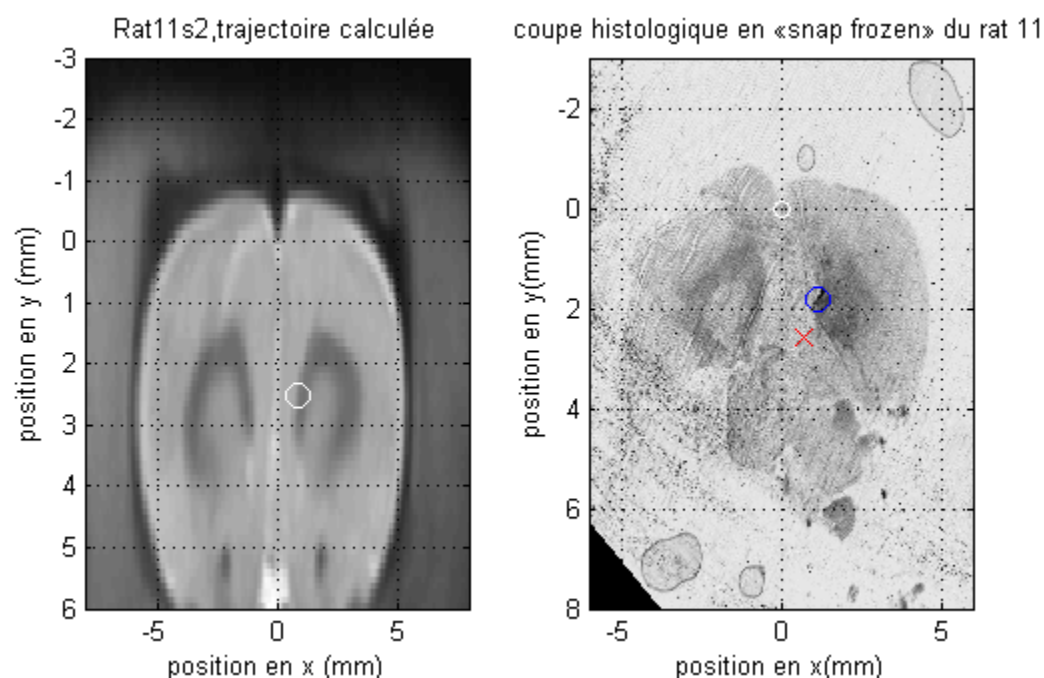 Rat11s2,trajectoire calculée
-3
-2
-1
0
1
2
3
4
5
6
position en y (mm)
-5 0 5
position en x (mm)
coupe histologique en «snap frozen» du rat 11
-2
0
2
4
6
8
position en y(mm)
-5 0 5
position en x(mm)